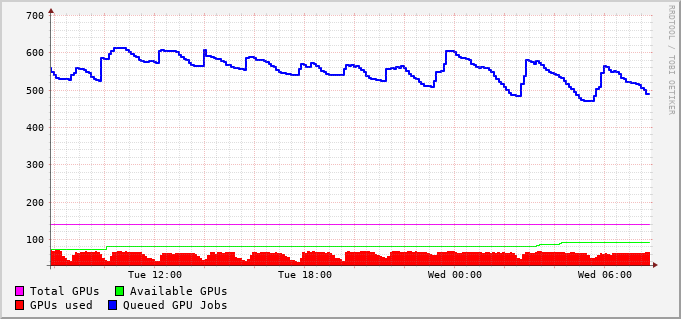 700
600
500
400
300
200
100
Tue 12:00 Tue 18:00 Wed 00:00 Wed 06:00
Total GPUs Available GPUs
GPUs used Queued GPU Jobs
RRDTOOL / TOBI OETIKER